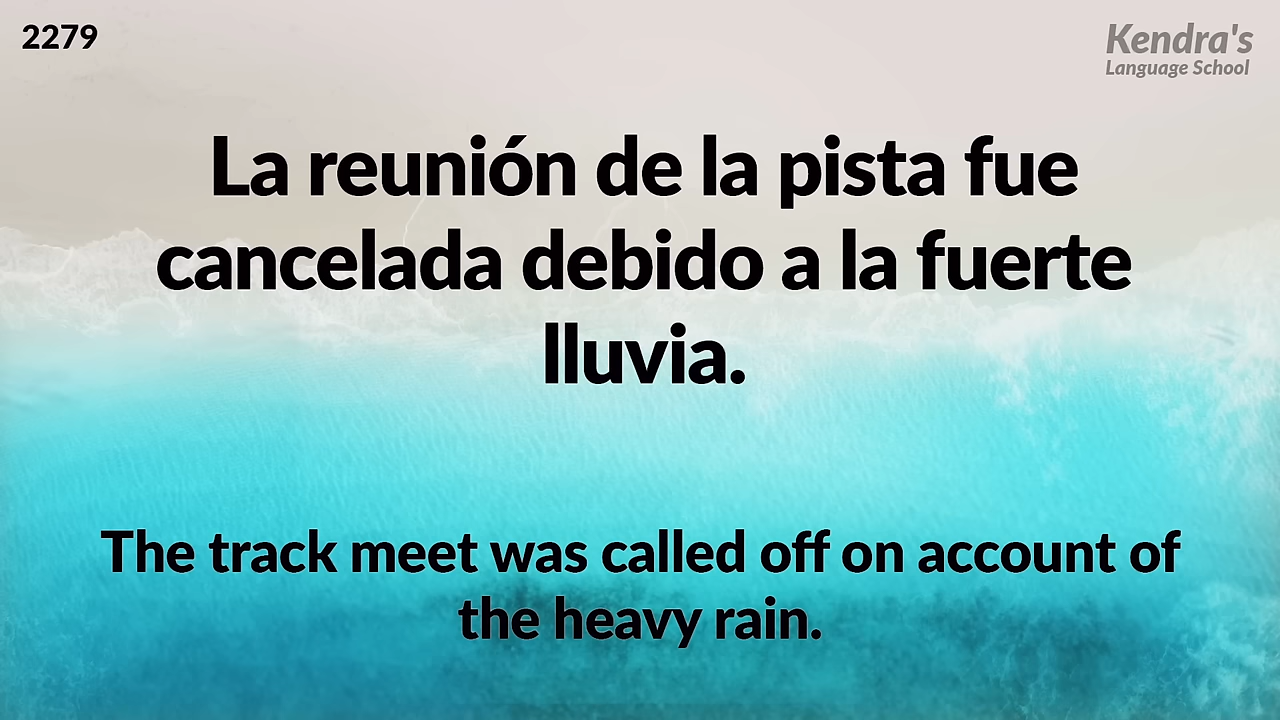 2279
Kendra's
Language School
La reunión de la pista fue
cancelada debido a la fuerte
lluvia.
The track meet was called off on account of
the heavy rain.